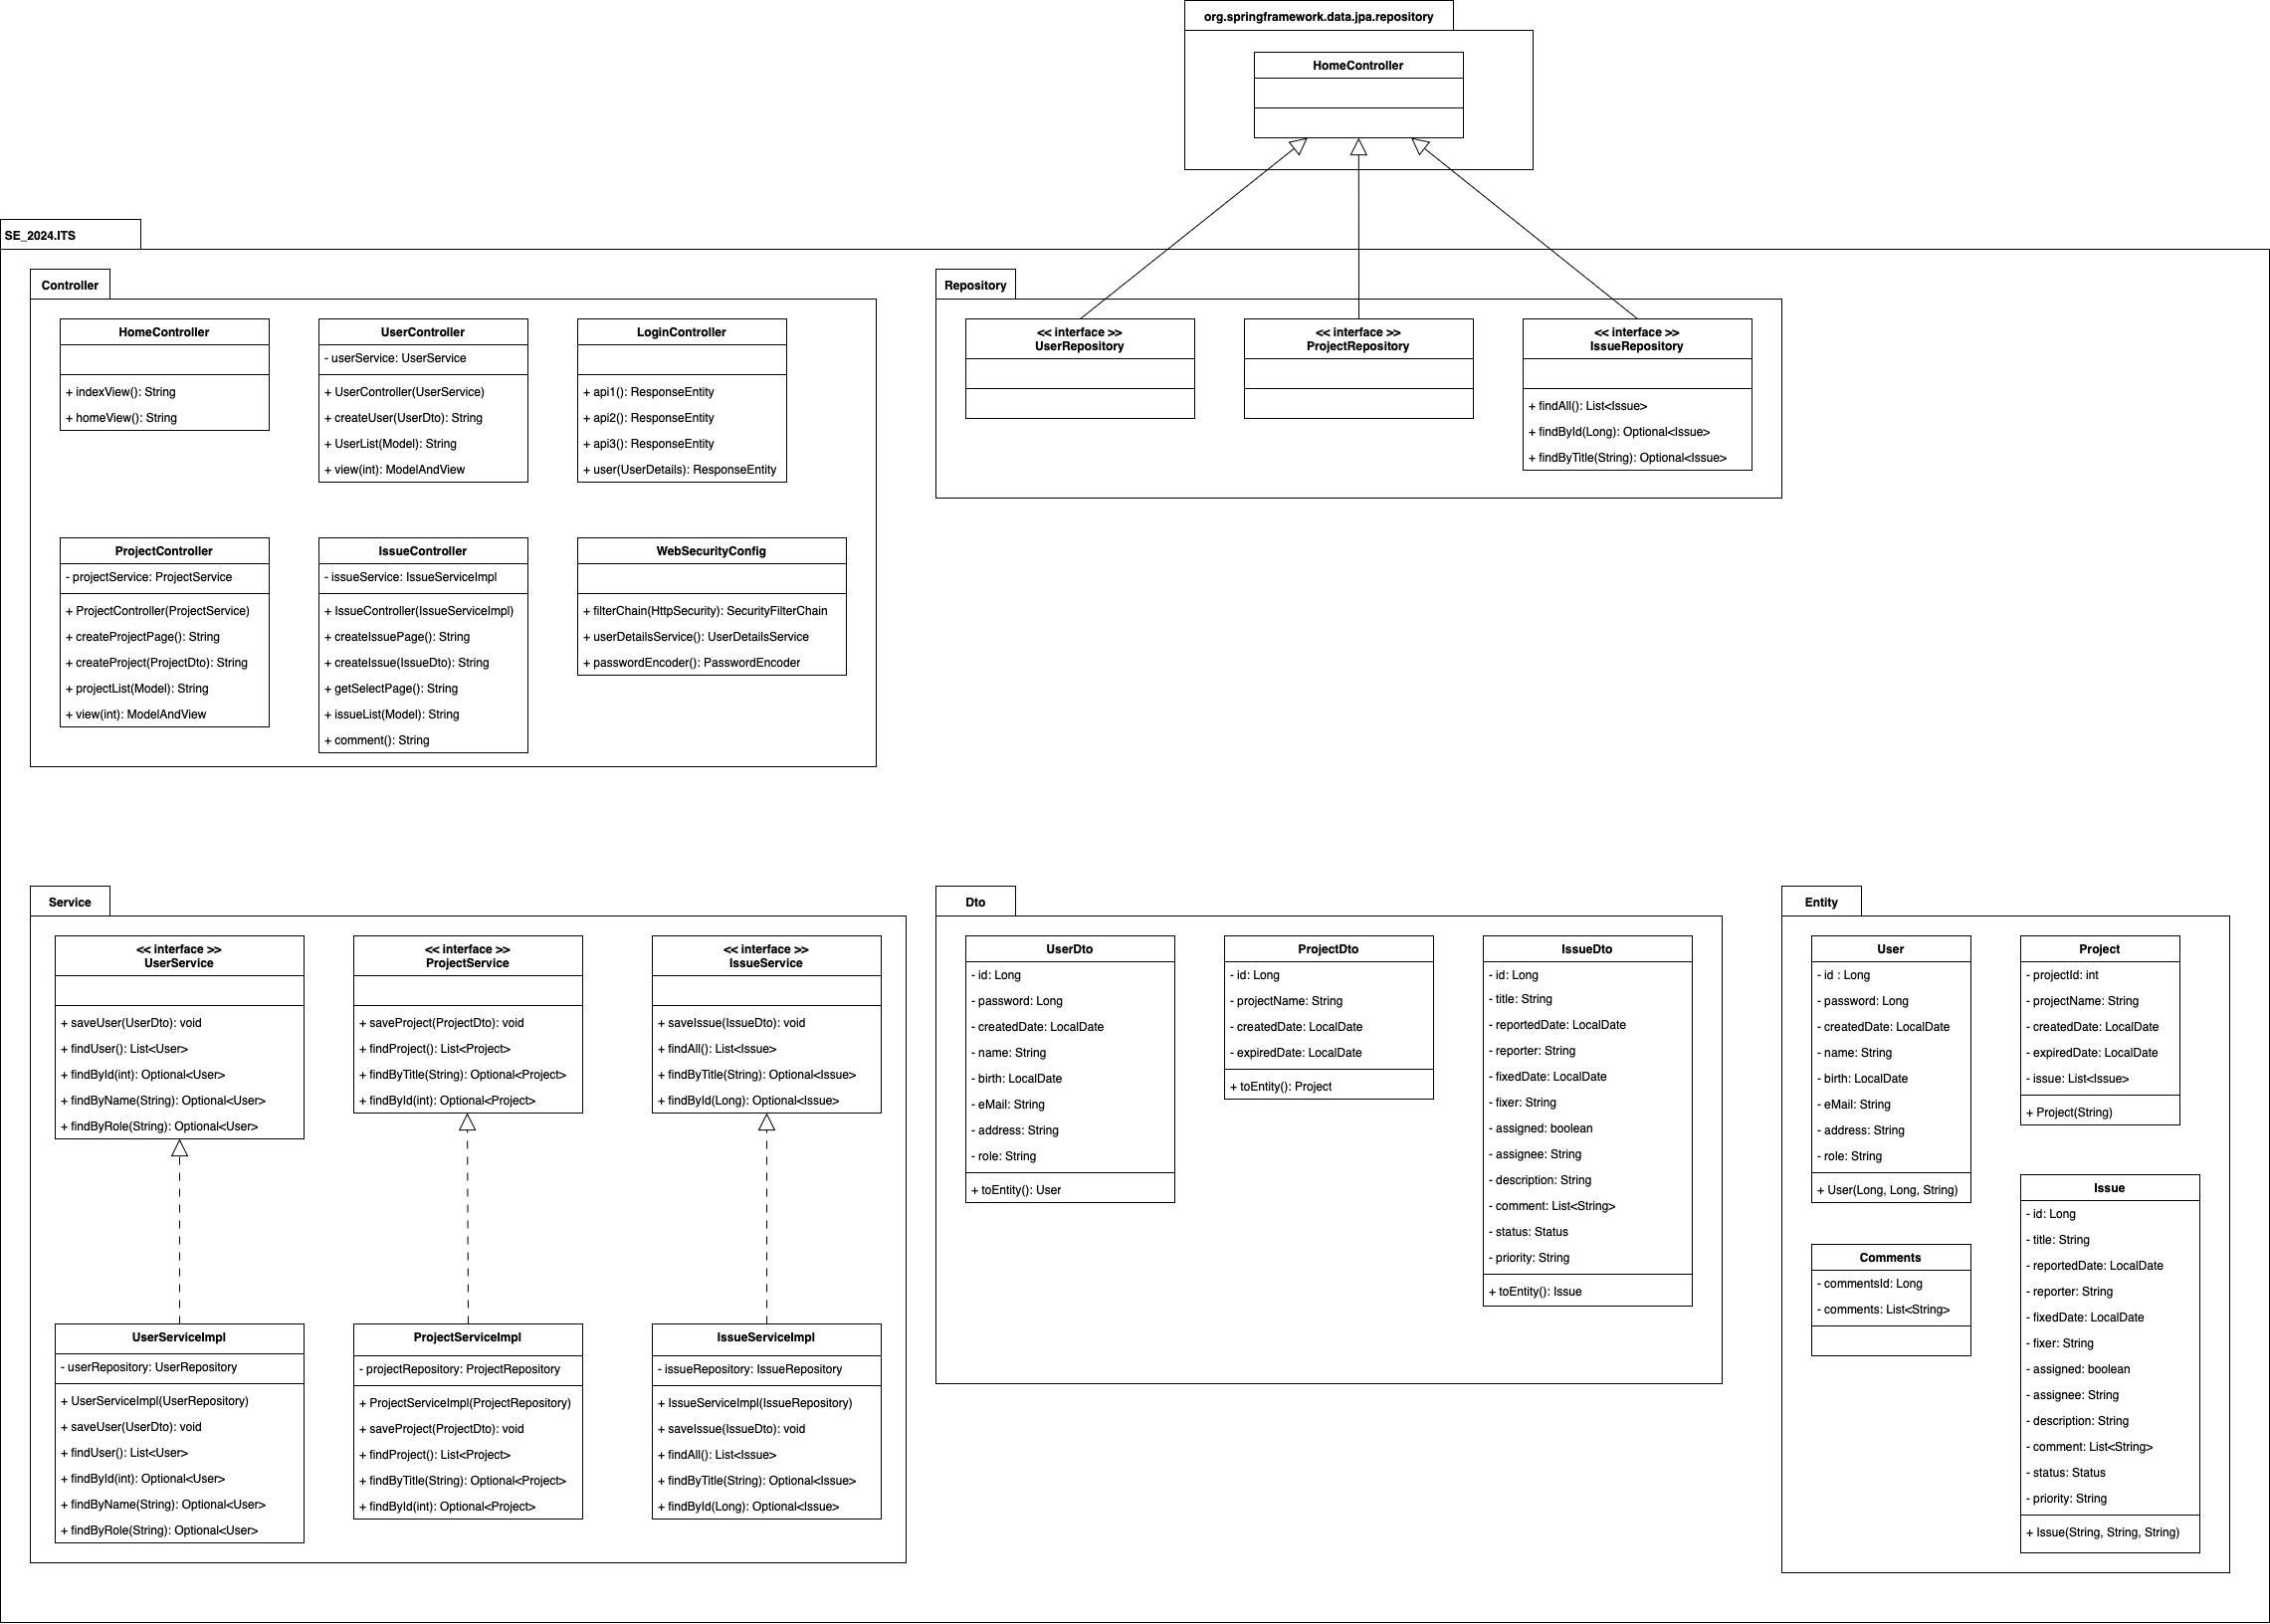 org.springframework.data.jpa.repository
HomeController
SE_2024.ITS
Controller
HomeController
+ indexView(): String
+ homeView(): String
UserController
- userService: UserService
+ UserController(UserService)
+ createUser(UserDto): String
+ UserList(Model): String
+ view(int): ModelAndView
LoginController
+ api1(): ResponseEntity
+ api2(): ResponseEntity
+ api3(): ResponseEntity
+ user(UserDetails): ResponseEntity
ProjectController
- projectService: ProjectService
+ ProjectController(ProjectService)
+ createProjectPage(): String
+ createProject(ProjectDto): String
+ projectList(Model): String
+ view(int): ModelAndView
IssueController
- issueService: IssueServiceImpl
+ IssueController(IssueServiceImpl)
+ createIssuePage(): String
+ createIssue(IssueDto): String
+ getSelectPage(): String
+ issueList(Model): String
+ comment(): String
WebSecurityConfig
+ filterChain(HttpSecurity): SecurityFilterChain
+ userDetailsService(): UserDetailsService
+ passwordEncoder(): PasswordEncoder
Repository
<< interface >>
UserRepository
<< interface >>
ProjectRepository
<< interface >>
IssueRepository
+ findAll(): List<Issue>
+ findById(Long): Optional<Issue>
+ findByTitle(String): Optional<Issue>
Service
<< interface >>
UserService
+ saveUser(UserDto): void
+ findUser(): List<User>
+ findById(int): Optional<User>
+ findByName(String): Optional<User>
+ findByRole(String): Optional<User>
<< interface >>
ProjectService
+ saveProject(ProjectDto): void
+ findProject(): List<Project>
+ findByTitle(String): Optional<Project>
+ findById(int): Optional<Project>
<< interface >>
IssueService
+ saveIssue(IssueDto): void
+ findAll(): List<Issue>
+ findByTitle(String): Optional<Issue>
+ findById(Long): Optional<Issue>
UserServiceImpl
- userRepository: UserRepository
+ UserServiceImpl(UserRepository)
+ saveUser(UserDto): void
+ findUser(): List<User>
+ findById(int): Optional<User>
+ findByName(String): Optional<User>
+ findByRole(String): Optional<User>
ProjectServiceImpl
- projectRepository: ProjectRepository
+ ProjectServiceImpl(ProjectRepository)
+ saveProject(ProjectDto): void
+ findProject(): List<Project>
+ findByTitle(String): Optional<Project>
+ findById(int): Optional<Project>
IssueServiceImpl
- issueRepository: IssueRepository
+ IssueServiceImpl(IssueRepository)
+ saveIssue(IssueDto): void
+ findAll(): List<Issue>
+ findByTitle(String): Optional<Issue>
+ findById(Long): Optional<Issue>
Dto
UserDto
- id: Long
- password: Long
- createdDate: LocalDate
- name: String
- birth: LocalDate
- eMail: String
- address: String
- role: String
+ toEntity(): User
ProjectDto
- id: Long
- projectName: String
- createdDate: LocalDate
- expiredDate: LocalDate
+ toEntity(): Project
IssueDto
- id: Long
- title: String
- reportedDate: LocalDate
- reporter: String
- fixedDate: LocalDate
- fixer: String
- assigned: boolean
- assignee: String
- description: String
- comment: List<String>
- status: Status
- priority: String
+ toEntity(): Issue
Entity
User
- id : Long
- password: Long
- createdDate: LocalDate
- name: String
- birth: LocalDate
- eMail: String
- address: String
- role: String
+ User(Long, Long, String)
Project
- projectId: int
- projectName: String
- createdDate: LocalDate
- expiredDate: LocalDate
- issue: List<Issue>
+ Project(String)
Comments
- commentsId: Long
- comments: List<String>
Issue
- id: Long
- title: String
- reportedDate: LocalDate
- reporter: String
- fixedDate: LocalDate
- fixer: String
- assigned: boolean
- assignee: String
- description: String
- comment: List<String>
- status: Status
- priority: String
+ Issue(String, String, String)